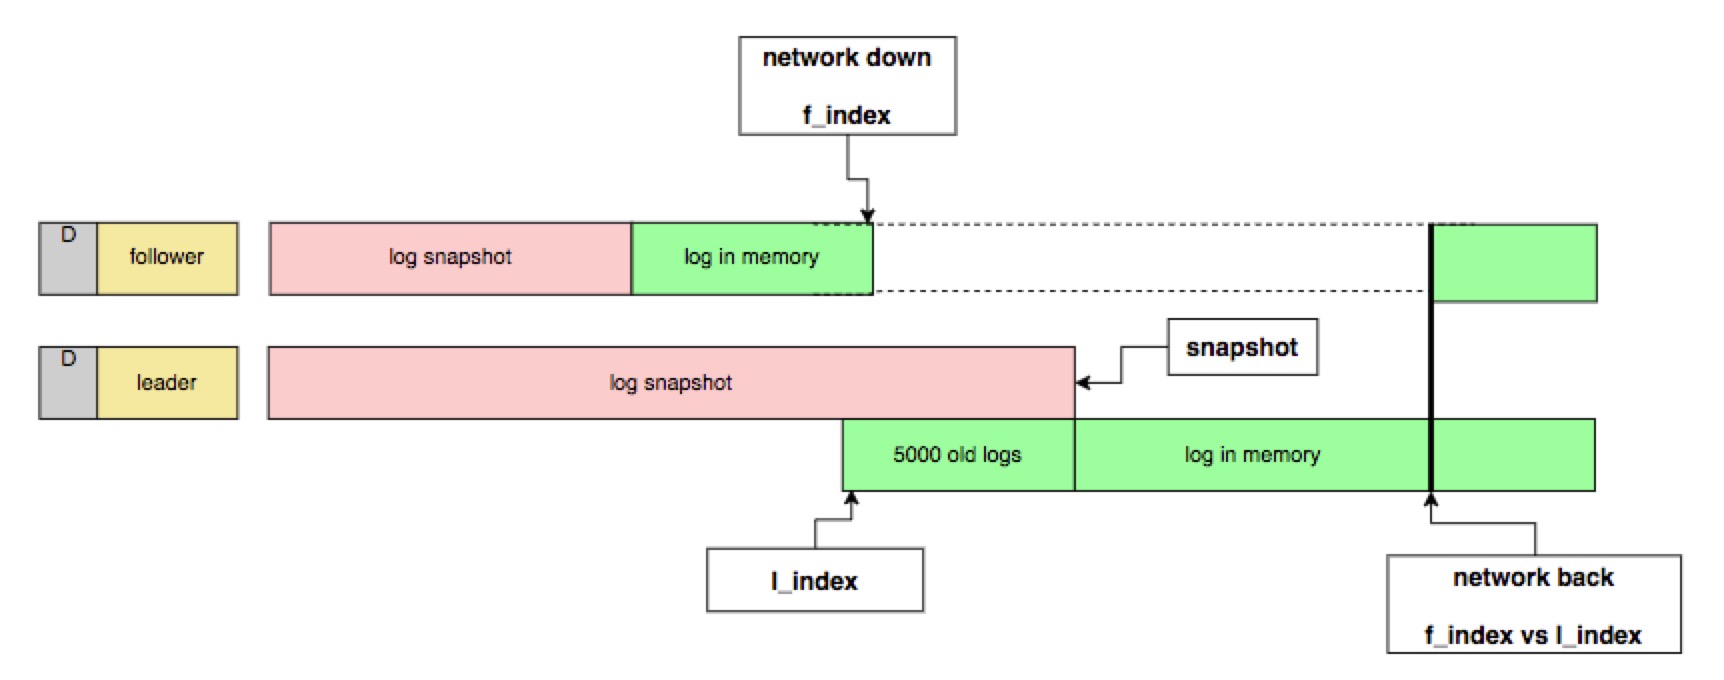 network down
f_index
D
follower
log snapshot
log in memory
snapshot
D
leader
log snapshot
5000 old logs
log in memory
l_index
network back
f_index vs l_index